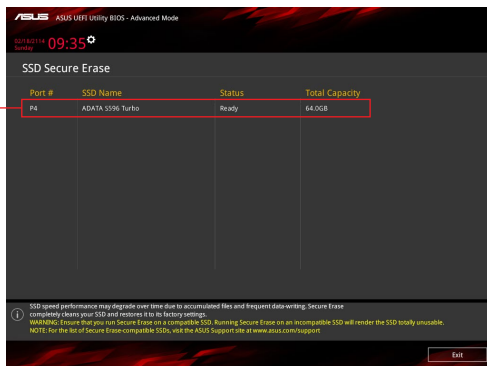 ASUS ASUS UEFI Utility BIOS - Advanced Mode
02/16/2114
Sunday
09:35
SSD Secure Erase
Port # SSD Name Status Total Capacity
P4 ADATA S596 Turbo Ready 64.0GB
SSD speed performance may degrade over time due to accumulated files and frequent data-writing. Secure Erase
completely cleans your SSD and restores it to its factory settings.
WARNING: Ensure that you run Secure Erase on a compatible SSD. Running Secure Erase on an incompatible SSD will render the SSD totally unusable.
NOTE: For the list of Secure Erase-compatible SSDs, visit the ASUS Support site at www.asus.com/support
Exit